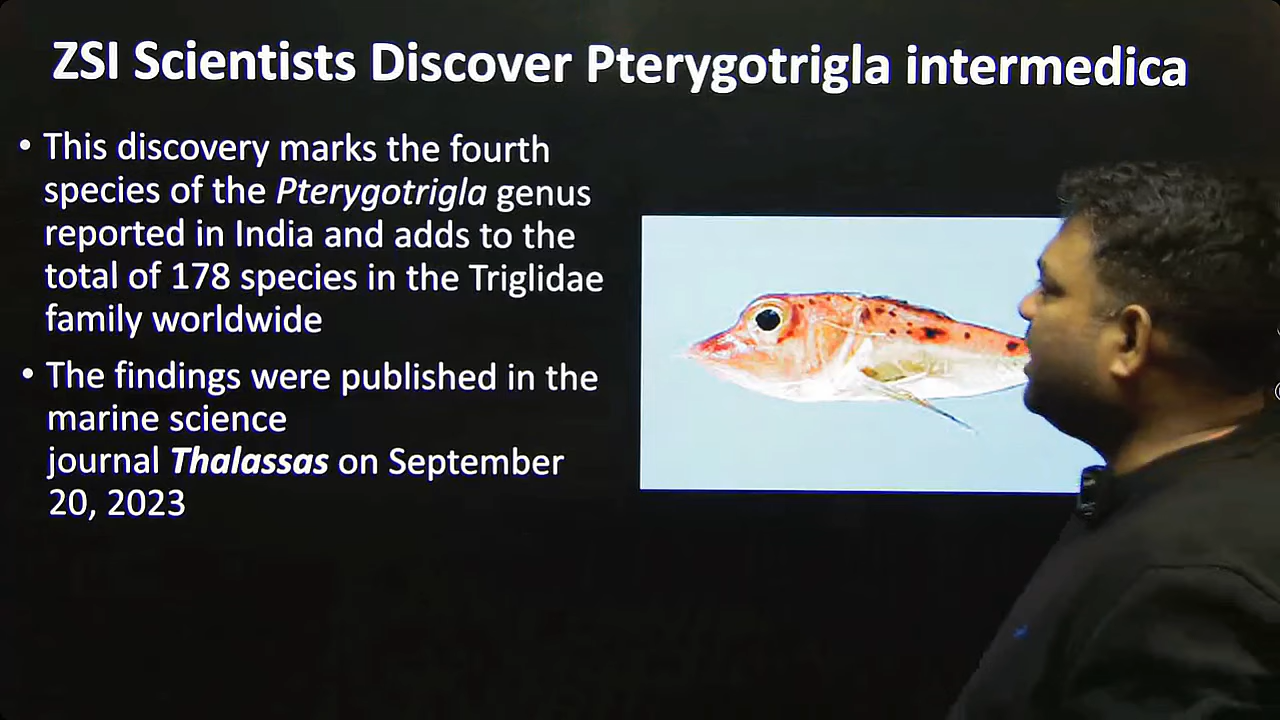 ZSI Scientists Discover Pterygotrigla intermedica
• This discovery marks the fourth
species of the Pterygotrigla genus
reported in India and adds to the
total of 178 species in the Triglidae
family worldwide
• The findings were published in the
marine science
journal Thalassas on September
20, 2023